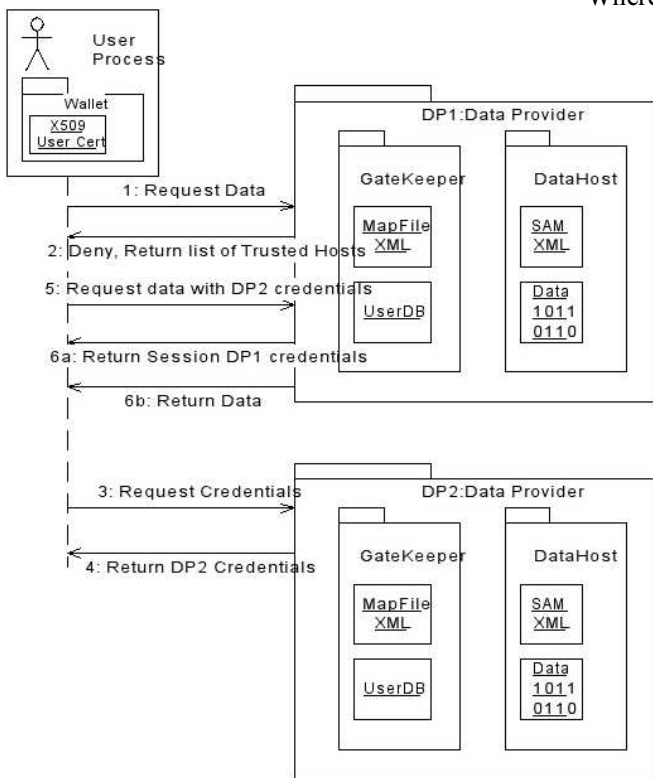 Where
User
Process
Wallet
X509
User Cert
DP1:Data Provider
GateKeeper
DataHost
MapFile
XML
SAM
XML
UserDB
Data
1011
0110
1: Request Data
2: Deny, Return list of Trusted Hosts
5: Request data with DP2 credentials
6a: Return Session DP1 credentials
6b: Return Data
3: Request Credentials
4: Return DP2 Credentials
DP2:Data Provider
GateKeeper
DataHost
MapFile
XML
SAM
XML
UserDB
Data
1011
0110